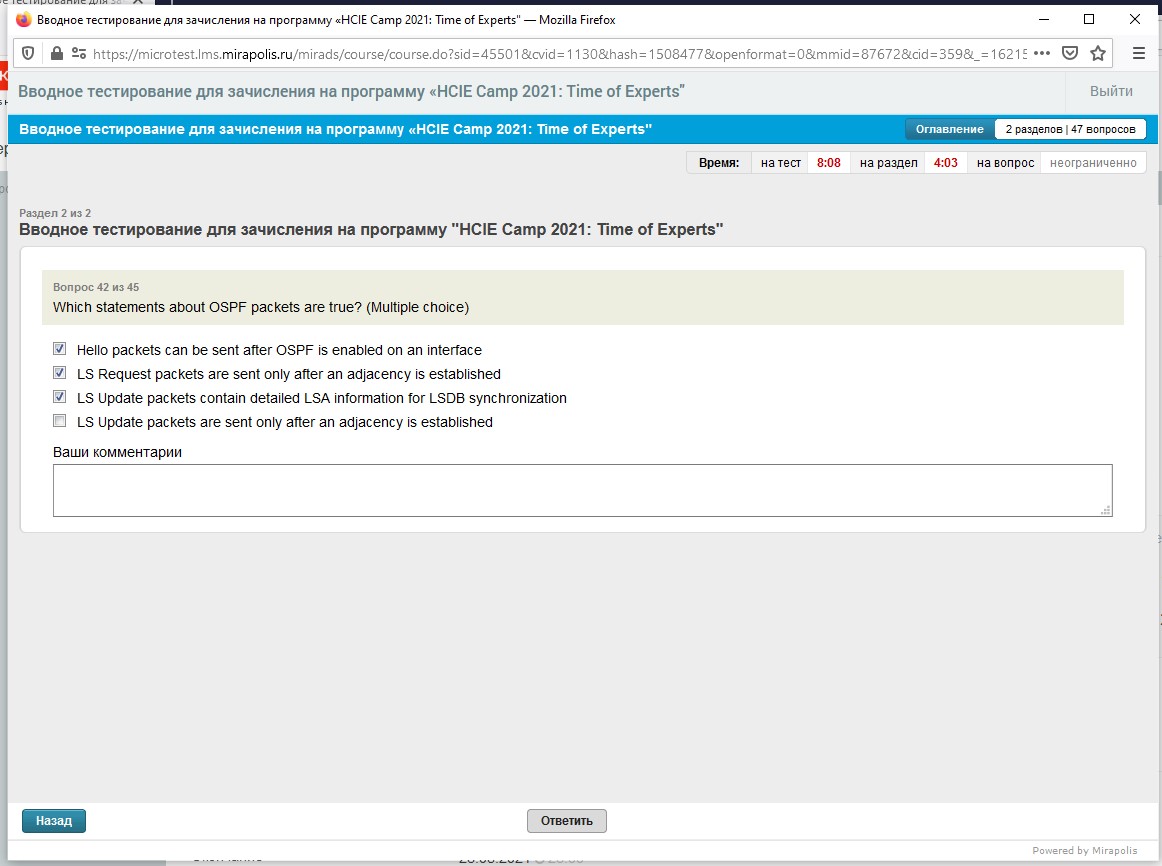 Вводное тестирование для зачисления на программу «HCIE Camp 2021: Time of Experts" — Mozilla Firefox
https://microtest.lms.mirapolis.ru/mirads/course/course.do?sid=45501&cvid=1130&hash=1508477&openformat=0&mmid=87672&cid=359&_=16215
Вводное тестирование для зачисления на программу «HCIE Camp 2021: Time of Experts"
Выйти
Вводное тестирование для зачисления на программу «HCIE Camp 2021: Time of Experts"
Оглавление 2 разделов | 47 вопросов
Время: на тест 8:08 на раздел 4:03 на вопрос неограниченно
Раздел 2 из 2
Вводное тестирование для зачисления на программу "HCIE Camp 2021: Time of Experts"
Вопрос 42 из 45
Which statements about OSPF packets are true? (Multiple choice)
Hello packets can be sent after OSPF is enabled on an interface
LS Request packets are sent only after an adjacency is established
LS Update packets contain detailed LSA information for LSDB synchronization
LS Update packets are sent only after an adjacency is established
Ваши комментарии
Назад
Ответить
Powered by Mirapolis